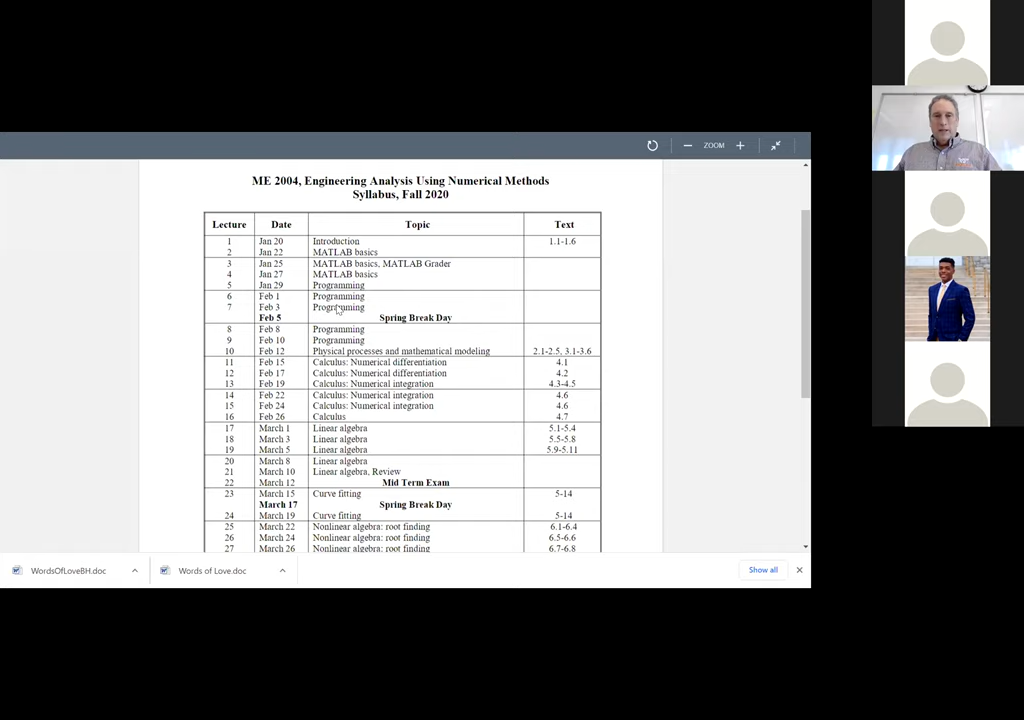 ZOOM
ME 2004, Engineering Analysis Using Numerical Methods
Syllabus, Fall 2020
Lecture Date Topic Text
1 Jan 20 Introduction 1.1-1.6
2 Jan 22 MATLAB basics
3 Jan 25 MATLAB basics, MATLAB Grader
4 Jan 27 MATLAB basics
5 Jan 29 Programming
6 Feb 1 Programming
7 Feb 3 Programming
Feb 5 Spring Break Day
8 Feb 8 Programming
9 Feb 10 Programming
10 Feb 12 Physical processes and mathematical modeling 2.1-2.5, 3.1-3.6
11 Feb 15 Calculus: Numerical differentiation 4.1
12 Feb 17 Calculus: Numerical differentiation 4.2
13 Feb 19 Calculus: Numerical integration 4.3-4.5
14 Feb 22 Calculus: Numerical integration 4.6
15 Feb 24 Calculus: Numerical integration 4.6
16 Feb 26 Calculus 4.7
17 March 1 Linear algebra 5.1-5.4
18 March 3 Linear algebra 5.5-5.8
19 March 5 Linear algebra 5.9-5.11
20 March 8 Linear algebra
21 March 10 Linear algebra, Review
22 March 12 Mid Term Exam
23 March 15 Curve fitting 5-14
March 17 Spring Break Day
24 March 19 Curve fitting 5-14
25 March 22 Nonlinear algebra: root finding 6.1-6.4
26 March 24 Nonlinear algebra: root finding 6.5-6.6
27 March 26 Nonlinear algebra: root finding 6.7-6.8
WordsOfLoveBH.doc Words of Love.doc Show all